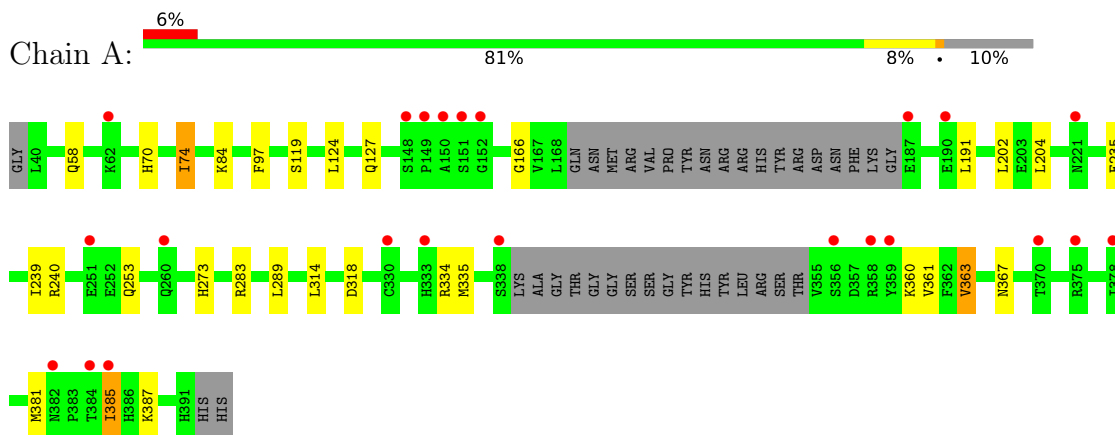 6%
Chain A:
81% 8% • 10%
GLY L40 Q58 K62 H70 I74 K84 F97 S119 L124 Q127 S148 P149 A150 S151 G152 G166 V167 L168 GLN ASN MET ARG VAL PRO TYR ASN ARG ARG HIS TYR ARG ASP ASN PHE LYS GLY E187 E190 L191 L202 E203 L204 N221
I239 R240 E251 E252 Q253 Q260 H273 R283 L289 L314 D318 C330 H333 R334 M335 S338 LYS ALA GLY THR GLY GLY SER SER GLY TYR HIS TYR LEU ARG SER THR V355 S356 D357 R358 Y359 K360 V361 F362 V363 N367 T370 R375 I378
M381 N382 P383 T384 I385 H386 K387 H391 HIS HIS